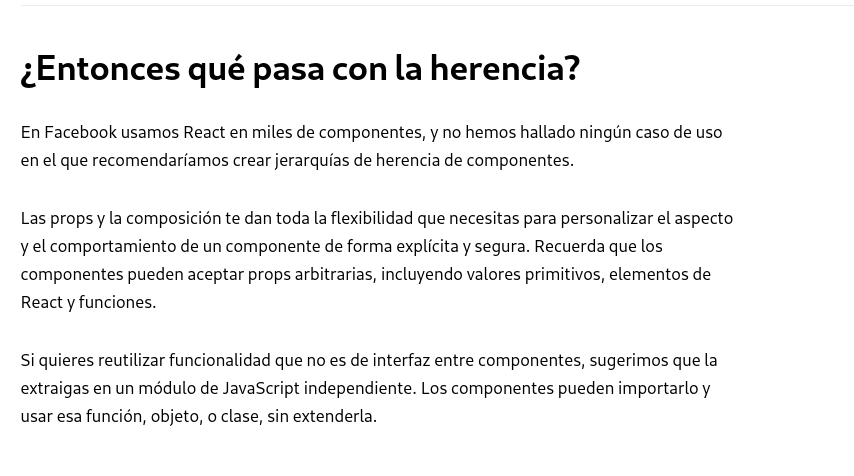 ¿Entonces qué pasa con la herencia?
En Facebook usamos React en miles de componentes, y no hemos hallado ningún caso de uso
en el que recomendaríamos crear jerarquías de herencia de componentes.
Las props y la composición te dan toda la flexibilidad que necesitas para personalizar el aspecto
y el comportamiento de un componente de forma explícita y segura. Recuerda que los
componentes pueden aceptar props arbitrarias, incluyendo valores primitivos, elementos de
React y funciones.
Si quieres reutilizar funcionalidad que no es de interfaz entre componentes, sugerimos que la
extraigas en un módulo de JavaScript independiente. Los componentes pueden importarlo y
usar esa función, objeto, o clase, sin extenderla.